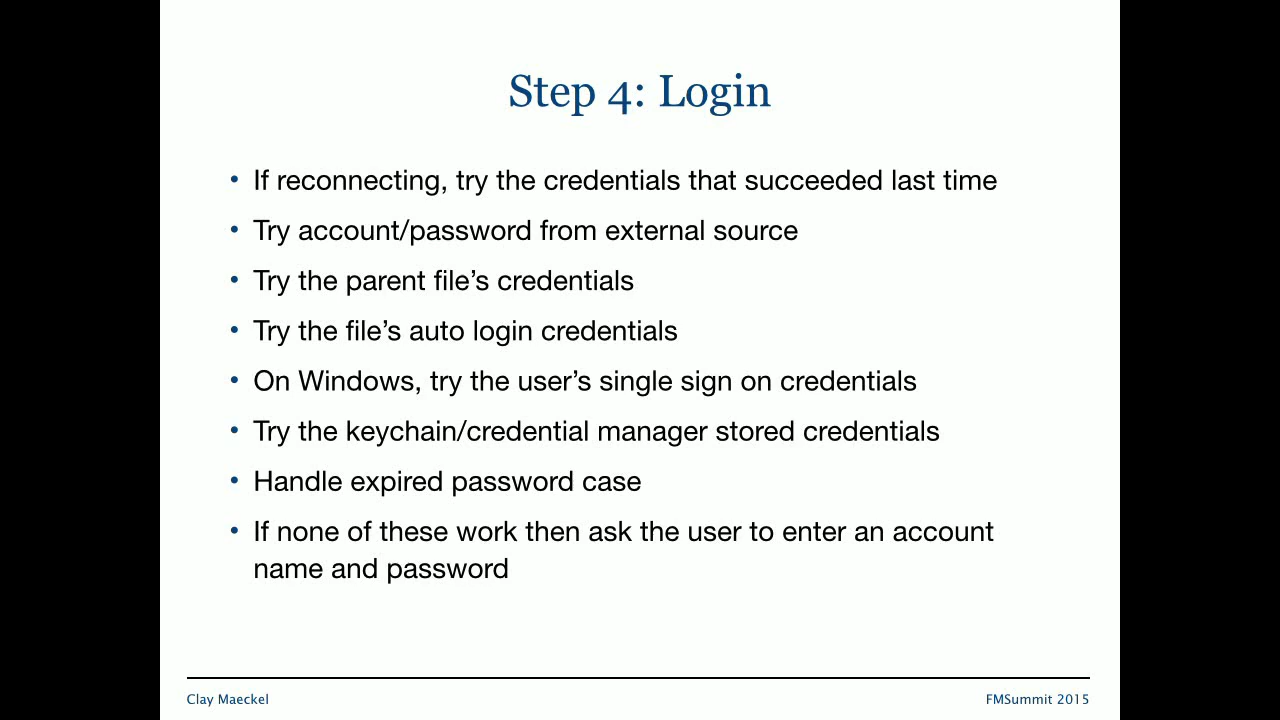 Step 4: Login
• If reconnecting, try the credentials that succeeded last time
• Try account/password from external source
• Try the parent file’s credentials
• Try the file’s auto login credentials
• On Windows, try the user’s single sign on credentials
• Try the keychain/credential manager stored credentials
• Handle expired password case
• If none of these work then ask the user to enter an account
name and password
Clay Maeckel
FMSummit 2015